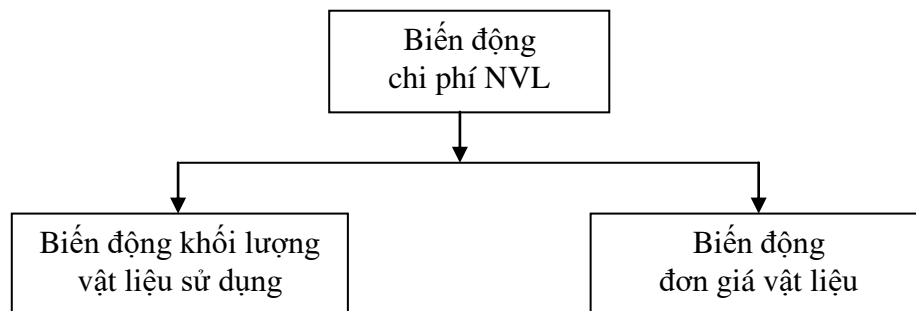 Biến động
chi phí NVL
Biến động khối lượng
vật liệu sử dụng
Biến động
đơn giá vật liệu